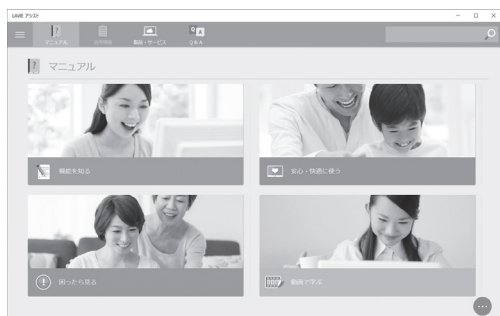 LAVIE アシスト
マニュアル
製品・サービス
Q&A
マニュアル
機能を知る
安心・快適に使う
困ったら見る
動画で学ぶ